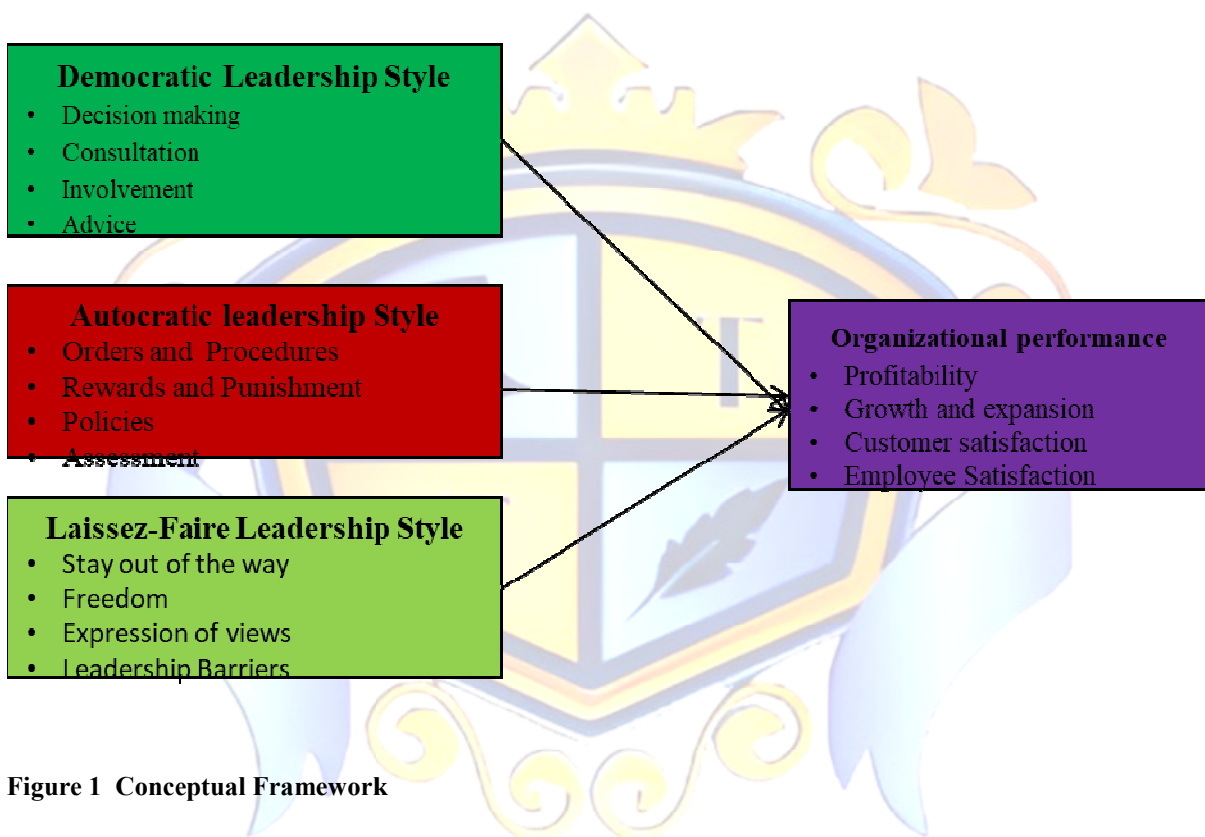 Democratic Leadership Style
• Decision making
• Consultation
• Involvement
• Advice
Autocratic leadership Style
• Orders and Procedures
• Rewards and Punishment
• Policies
• Assessment
Laissez-Faire Leadership Style
• Stay out of the way
• Freedom
• Expression of views
• Leadership Barriers
Organizational performance
• Profitability
• Growth and expansion
• Customer satisfaction
• Employee Satisfaction
Figure 1 Conceptual Framework